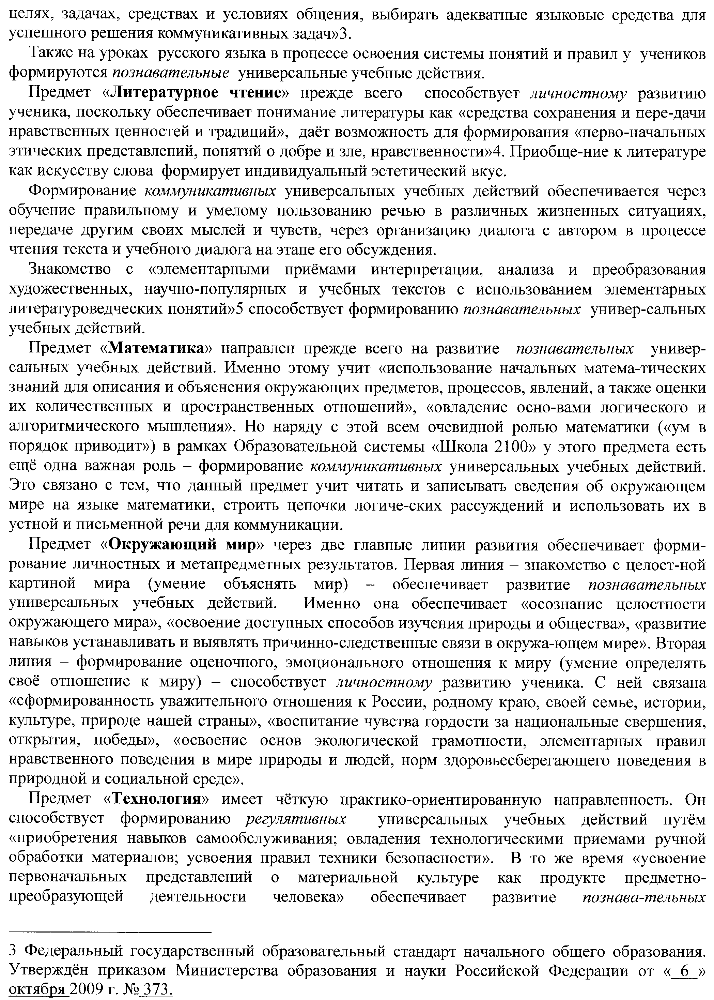 целях, задачах, средствах и условиях общения, выбирать адекватные языковые средства для
успешного решения коммуникативных задач»3.
Также на уроках русского языка в процессе освоения системы понятий и правил у учеников
формируются познавательные универсальные учебные действия.
Предмет «Литературное чтение» прежде всего способствует личностному развитию
ученика, поскольку обеспечивает понимание литературы как «средства сохранения и пере-дачи
нравственных ценностей и традиций», даёт возможность для формирования «перво-начальных
этических представлений, понятий о добре и зле, нравственности»4. Приобще-ние к литературе
как искусству слова формирует индивидуальный эстетический вкус.
Формирование коммуникативных универсальных учебных действий обеспечивается через
обучение правильному и умелому пользованию речью в различных жизненных ситуациях,
передаче другим своих мыслей и чувств, через организацию диалога с автором в процессе
чтения текста и учебного диалога на этапе его обсуждения.
Знакомство с «элементарными приёмами интерпретации, анализа и преобразования
художественных, научно-популярных и учебных текстов с использованием элементарных
литературоведческих понятий»5 способствует формированию познавательных универ-сальных
учебных действий.
Предмет «Математика» направлен прежде всего на развитие познавательных универ-
сальных учебных действий. Именно этому учит «использование начальных матема-тических
знаний для описания и объяснения окружающих предметов, процессов, явлений, а также оценки
их количественных и пространственных отношений», «овладение осно-вами логического и
алгоритмического мышления». Но наряду с этой всем очевидной ролью математики («ум в
порядок приводит») в рамках Образовательной системы «Школа 2100» у этого предмета есть
ещё одна важная роль – формирование коммуникативных универсальных учебных действий.
Это связано с тем, что данный предмет учит читать и записывать сведения об окружающем
мире на языке математики, строить цепочки логиче-ских рассуждений и использовать их в
устной и письменной речи для коммуникации.
Предмет «Окружающий мир» через две главные линии развития обеспечивает форми-
рование личностных и метапредметных результатов. Первая линия – знакомство с целост-ной
картиной мира (умение объяснять мир) – обеспечивает развитие познавательных
универсальных учебных действий. Именно она обеспечивает «осознание целостности
окружающего мира», «освоение доступных способов изучения природы и общества», «развитие
навыков устанавливать и выявлять причинно-следственные связи в окружа-ющем мире». Вторая
линия – формирование оценочного, эмоционального отношения к миру (умение определять
своё отношение к миру) – способствует личностному развитию ученика. С ней связана
«сформированность уважительного отношения к России, родному краю, своей семье, истории,
культуре, природе нашей страны», «воспитание чувства гордости за национальные свершения,
открытия, победы», «освоение основ экологической грамотности, элементарных правил
нравственного поведения в мире природы и людей, норм здоровьесберегающего поведения в
природной и социальной среде».
Предмет «Технология» имеет чёткую практико-ориентированную направленность. Он
способствует формированию регулятивных универсальных учебных действий путём
«приобретения навыков самообслуживания; овладения технологическими приемами ручной
обработки материалов; усвоения правил техники безопасности». В то же время «усвоение
первоначальных представлений о материальной культуре как продукте предметно-
преобразующей деятельности человека» обеспечивает развитие познава-тельных
3 Федеральный государственный образовательный стандарт начального общего образования.
Утверждён приказом Министерства образования и науки Российской Федерации от «_6_»
октября 2009 г. № 373.